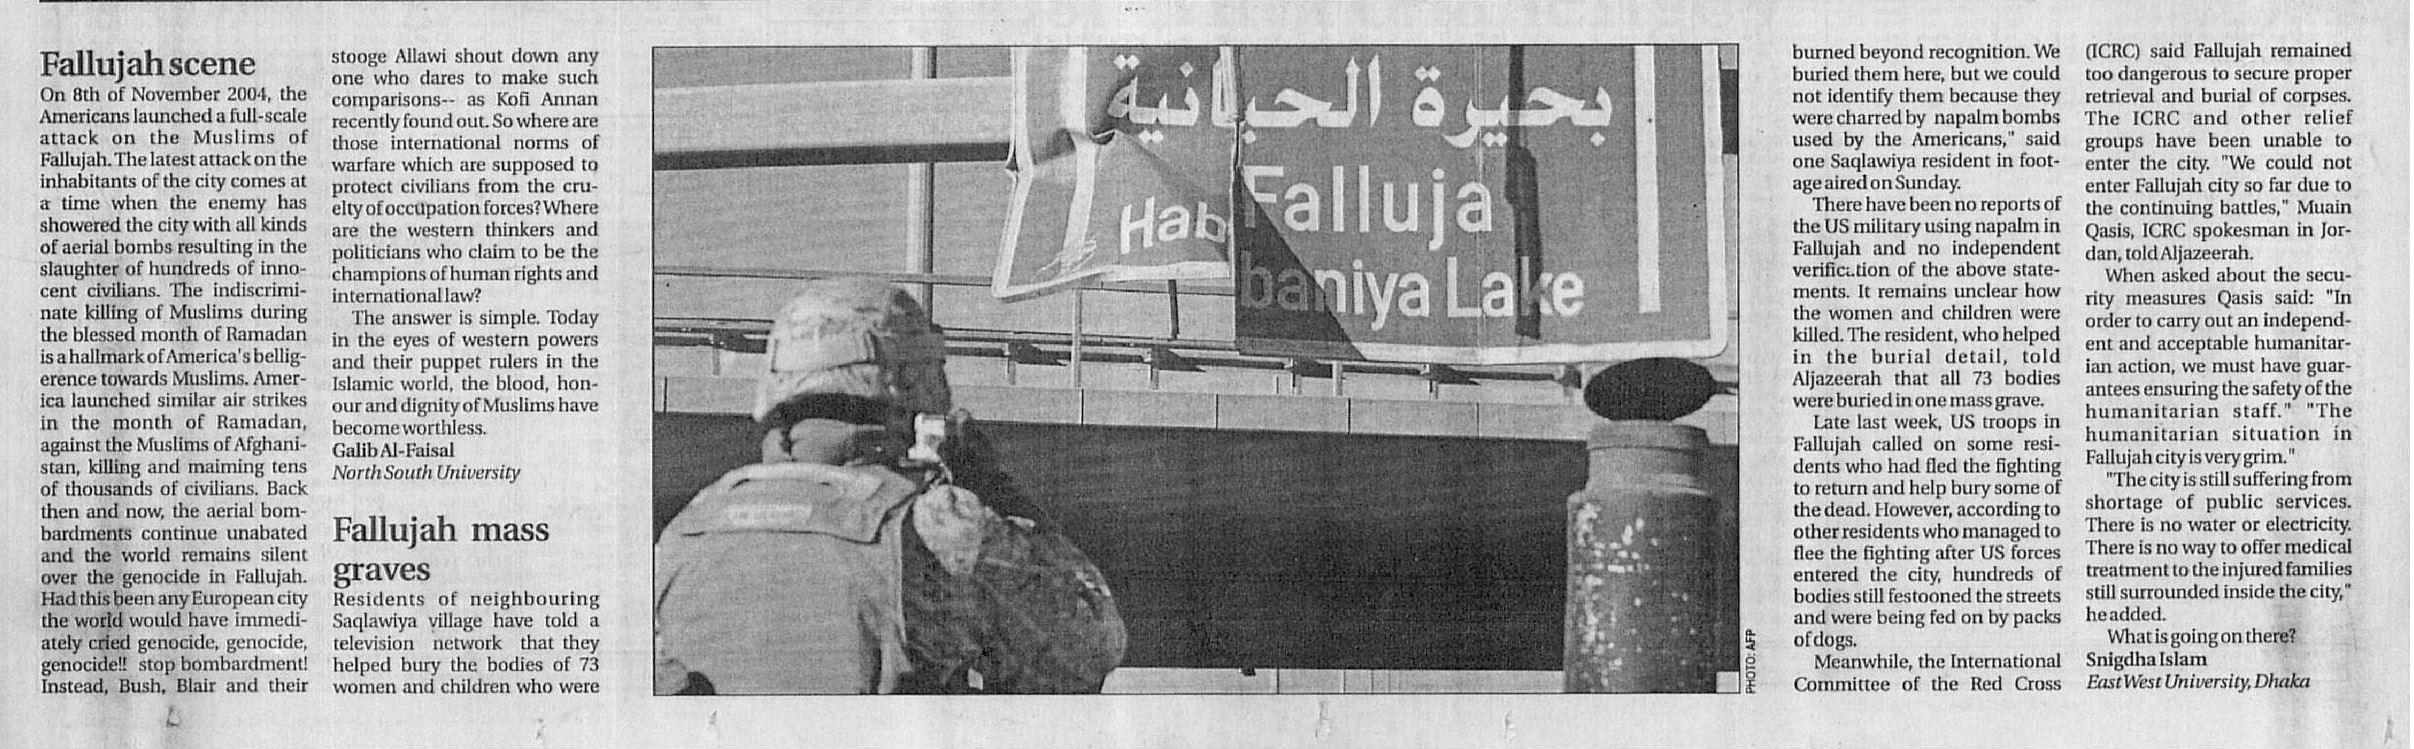 Fallujah scene
On 8th of November 2004, the
Americans launched a full-scale
attack on the Muslims of
Fallujah. The latest attack on the
inhabitants of the city comes at
a time when the enemy has
showered the city with all kinds
of aerial bombs resulting in the
slaughter of hundreds of inno-
cent civilians. The indiscrimi-
nate killing of Muslims during
the blessed month of Ramadan
is a hallmark of America's bellig-
erence towards Muslims. Amer-
ica launched similar air strikes
in the month of Ramadan,
against the Muslims of Afghani-
stan, killing and maiming tens
of thousands of civilians. Back
then and now, the aerial bom-
bardments continue unabated
and the world remains silent
over the genocide in Fallujah.
Had this been any European city
the world would have immedi-
ately cried genocide, genocide,
genocide!! stop bombardment!
Instead, Bush, Blair and their
stooge Allawi shout down any
one who dares to make such
comparisons-- as Kofi Annan
recently found out. So where are
those international norms of
warfare which are supposed to
protect civilians from the cru-
elty of occupation forces? Where
are the western thinkers and
politicians who claim to be the
champions of human rights and
international law?
The answer is simple. Today
in the eyes of western powers
and their puppet rulers in the
Islamic world, the blood, hon-
our and dignity of Muslims have
become worthless.
Galib Al-Faisal
North South University
Fallujah mass
graves
Residents of neighbouring
Saqlawiya village have told a
television network that they
helped bury the bodies of 73
women and children who were
بحيرة الحبانية
Falluja
Hab baniya Lake
PHOTO: AFP
burned beyond recognition. We
buried them here, but we could
not identify them because they
were charred by napalm bombs
used by the Americans," said
one Saqlawiya resident in foot-
age aired on Sunday.
There have been no reports of
the US military using napalm in
Fallujah and no independent
verification of the above state-
ments. It remains unclear how
the women and children were
killed. The resident, who helped
in the burial detail, told
Aljazeerah that all 73 bodies
were buried in one mass grave.
Late last week, US troops in
Fallujah called on some resi-
dents who had fled the fighting
to return and help bury some of
the dead. However, according to
other residents who managed to
flee the fighting after US forces
entered the city, hundreds of
bodies still festooned the streets
and were being fed on by packs
of dogs.
Meanwhile, the International
Committee of the Red Cross
(ICRC) said Fallujah remained
too dangerous to secure proper
retrieval and burial of corpses.
The ICRC and other relief
groups have been unable to
enter the city. "We could not
enter Fallujah city so far due to
the continuing battles," Muain
Qasis, ICRC spokesman in Jor-
dan, told Aljazeerah.
When asked about the secu-
rity measures Qasis said: "In
order to carry out an independ-
ent and acceptable humanitar-
ian action, we must have guar-
antees ensuring the safety of the
humanitarian staff." "The
humanitarian situation in
Fallujah city is very grim."
"The city is still suffering from
shortage of public services.
There is no water or electricity.
There is no way to offer medical
treatment to the injured families
still surrounded inside the city,"
he added.
What is going on there?
Snigdha Islam
East West University, Dhaka